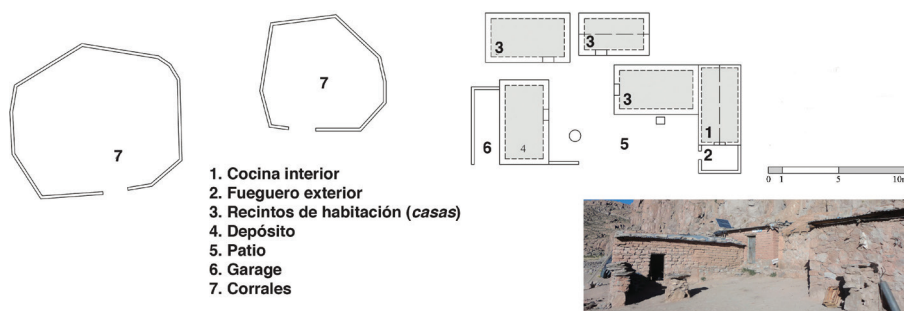 7
7
3
3
3
1
2
6
4
5
0 1 5 10m
1. Cocina interior
2. Fueguero exterior
3. Recintos de habitación (casas)
4. Depósito
5. Patio
6. Garage
7. Corrales